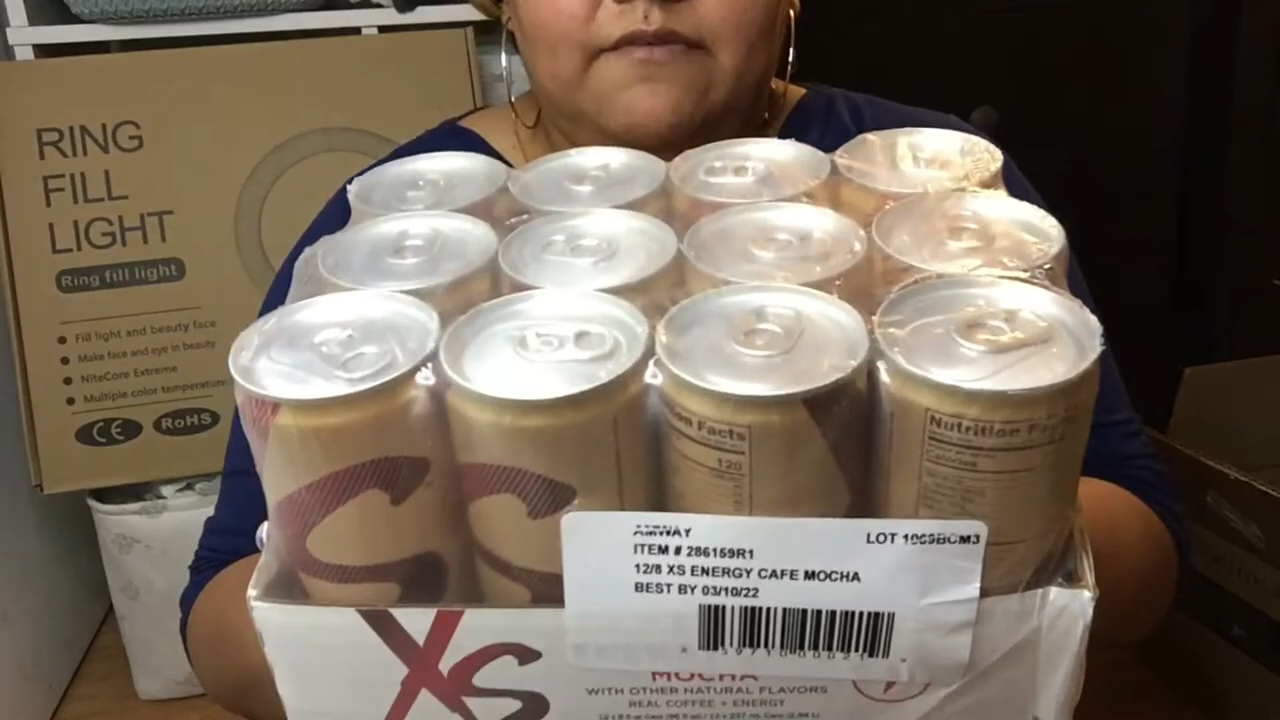 RING
FILL
LIGHT
Ring fill light
Fill light and beauty face
Make face and eye in beauty
NiteCore Extreme
Multiple color temperature
CE
RoHS
Facts
120
Nutrition
Calories
AMWAY
ITEM # 286159R1
12/8 XS ENERGY CAFE MOCHA
BEST BY 03/10/22
LOT
XS
MOCHA
WITH OTHER NATURAL FLAVORS
REAL COFFEE + ENERGY